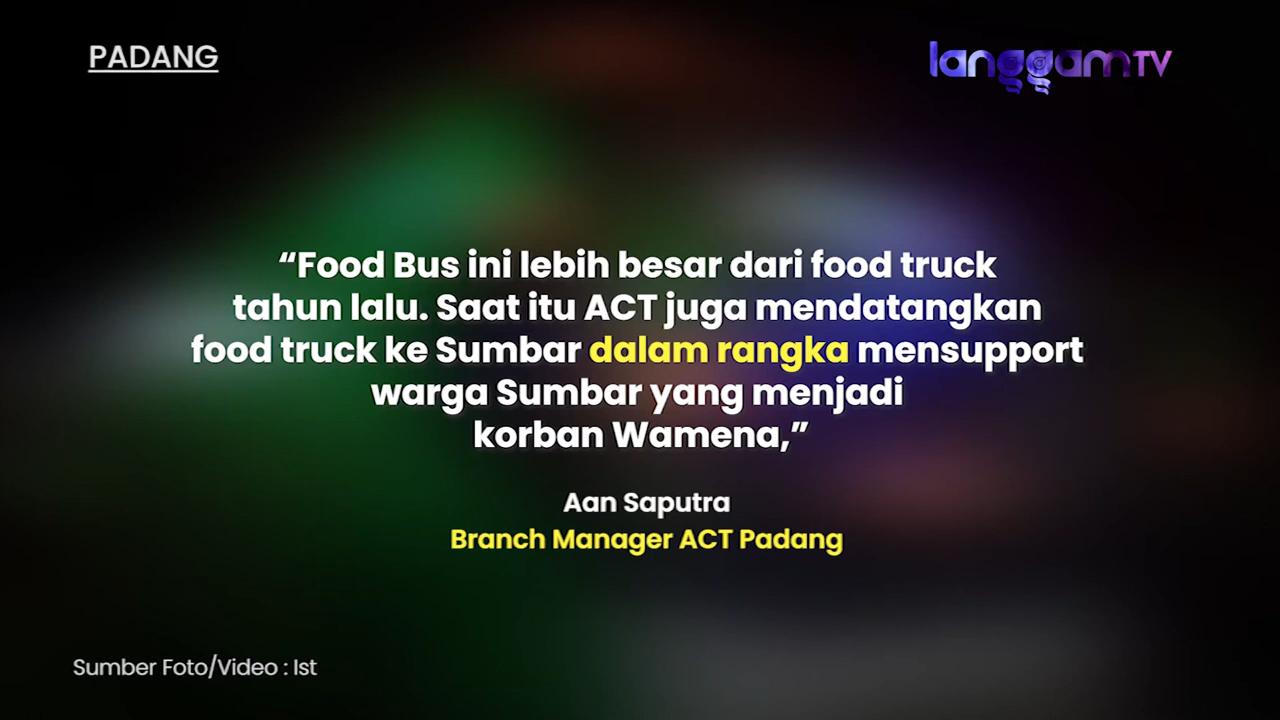 PADANG
langgamTV
“Food Bus ini lebih besar dari food truck
tahun lalu. Saat itu ACT juga mendatangkan
food truck ke Sumbar dalam rangka mensupport
warga Sumbar yang menjadi
korban Wamena,”
Aan Saputra
Branch Manager ACT Padang
Sumber Foto/Video : Ist